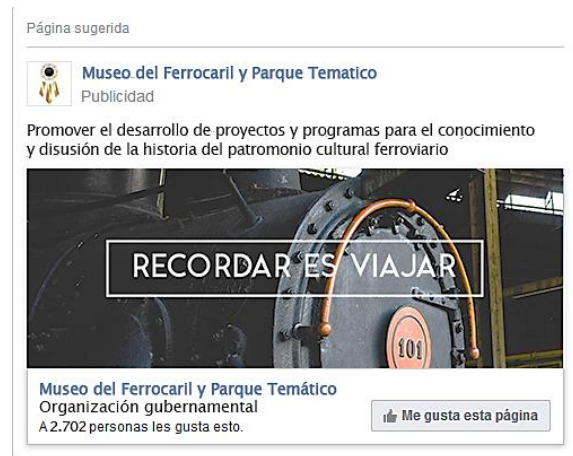 Página sugerida
Museo del Ferrocaril y Parque Tematico
Publicidad
Promover el desarrollo de proyectos y programas para el conocimiento
y disusión de la historia del patromonio cultural ferroviario
RECORDAR ES VIAJAR
101
Museo del Ferrocaril y Parque Temático
Organización gubernamental
A 2.702 personas les gusta esto.
Me gusta esta página